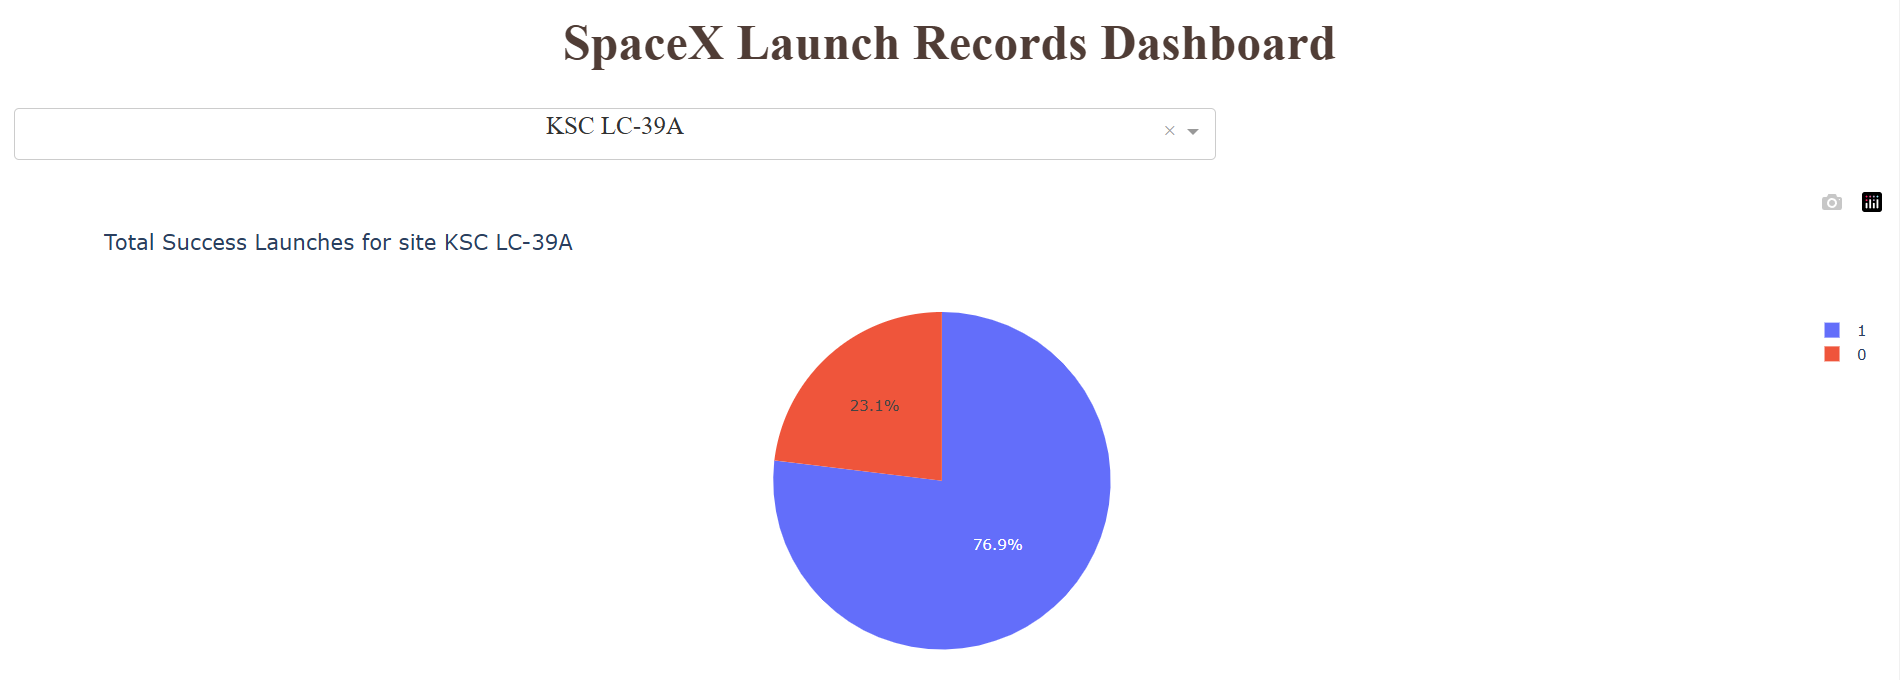 SpaceX Launch Records Dashboard
KSC LC-39A
Total Success Launches for site KSC LC-39A
1
0
23.1%
76.9%